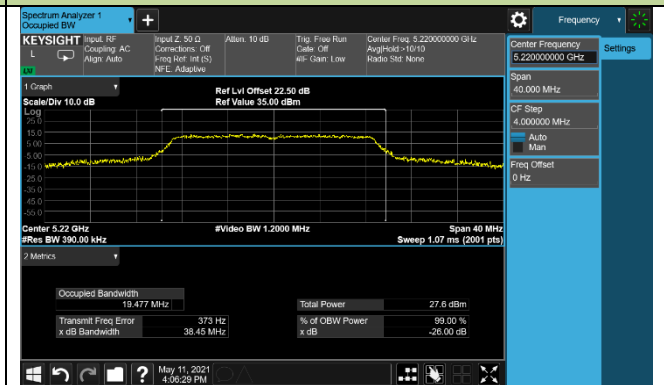 Spectrum Analyzer 1
Occupied BW
+
Frequency
KEYSIGHT Input: RF Input Z: 50 Ω Atten: 10 dB Trig: Free Run Center Freq: 5.220000000 GHz
L Coupling: AC Corrections: Off Gate: Off Avg|Hold:>10/10
Align: Auto Freq Ref: Int (S) #IF Gain: Low Radio Std: None
NFE: Adaptive
Center Frequency
5.220000000 GHz
Settings
Span
40.000 MHz
CF Step
4.000000 MHz
Auto
Man
Freq Offset
0 Hz
1 Graph
Ref Lvl Offset 22.50 dB
Scale/Div 10.0 dB Ref Value 35.00 dBm
Log
25.0
15.0
5.00
-5.00
-15.0
-25.0
-35.0
-45.0
-55.0
Center 5.22 GHz #Video BW 1.2000 MHz Span 40 MHz
#Res BW 390.00 kHz Sweep 1.07 ms (2001 pts)
2 Metrics
Occupied Bandwidth
19.477 MHz Total Power 27.6 dBm
Transmit Freq Error 373 Hz % of OBW Power 99.00 %
x dB Bandwidth 38.45 MHz x dB -26.00 dB
? May 11, 2021
4:06:29 PM